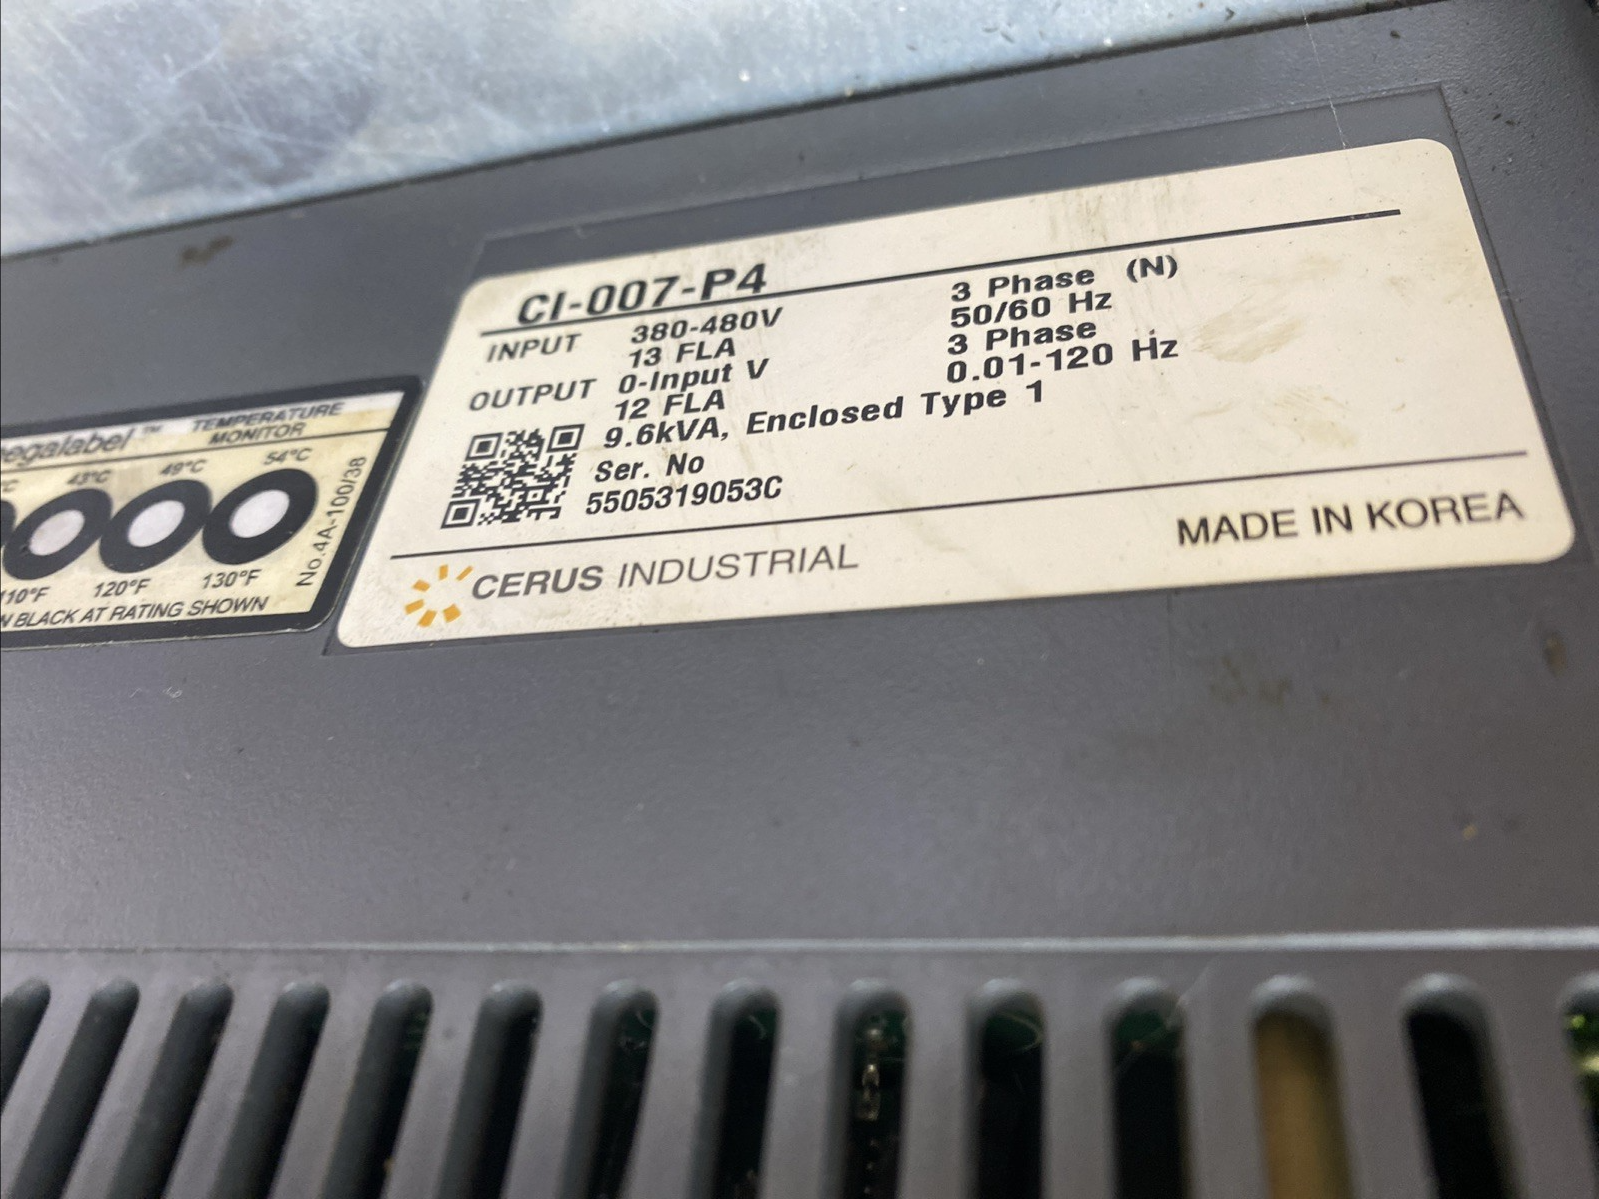 CI-007-P4
INPUT 380-480V 3 Phase (N)
13 FLA 50/60 Hz
OUTPUT 0-Input V 3 Phase
12 FLA 0.01-120 Hz
9.6kVA, Enclosed Type 1
Ser. No
5505319053C
CERUS INDUSTRIAL MADE IN KOREA
TEMPERATURE
MONITOR
43°C 49°C 54°C
120°F 130°F
BLACK AT RATING SHOWN
No.4A-100/38